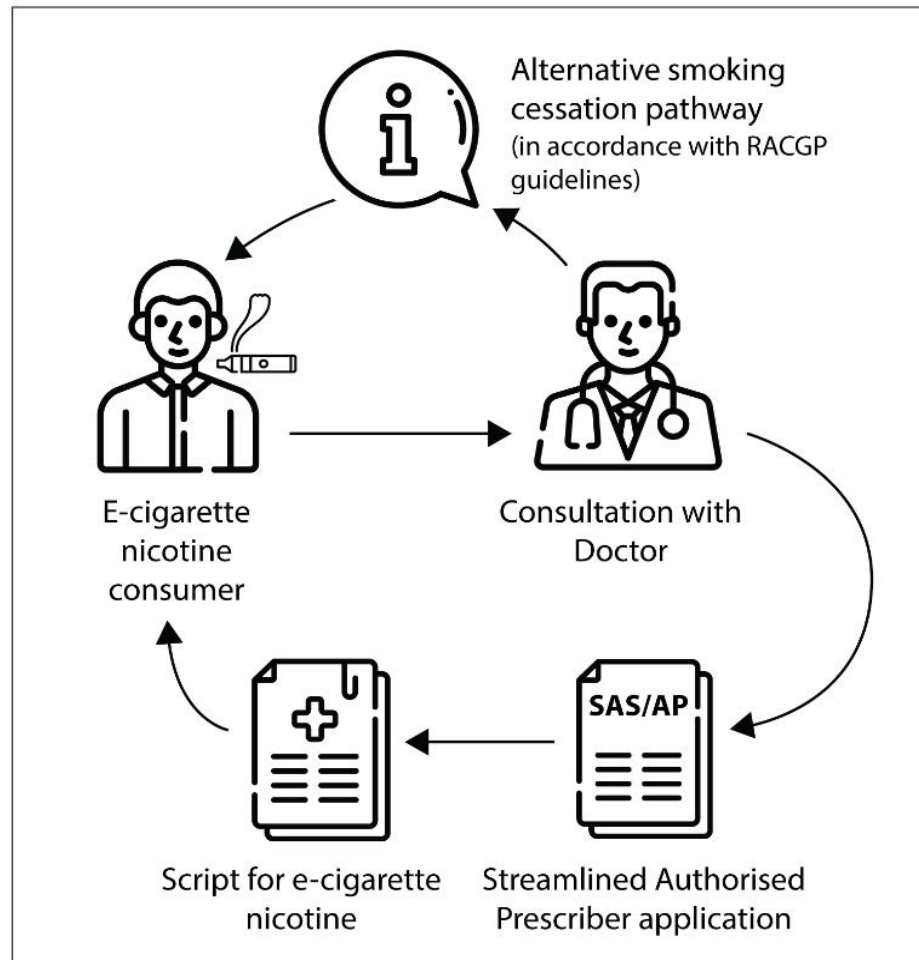 Alternative smoking
cessation pathway
(in accordance with RACGP
guidelines)
E-cigarette
nicotine
consumer
Consultation with
Doctor
SAS/AP
Script for e-cigarette
nicotine
Streamlined Authorised
Prescriber application